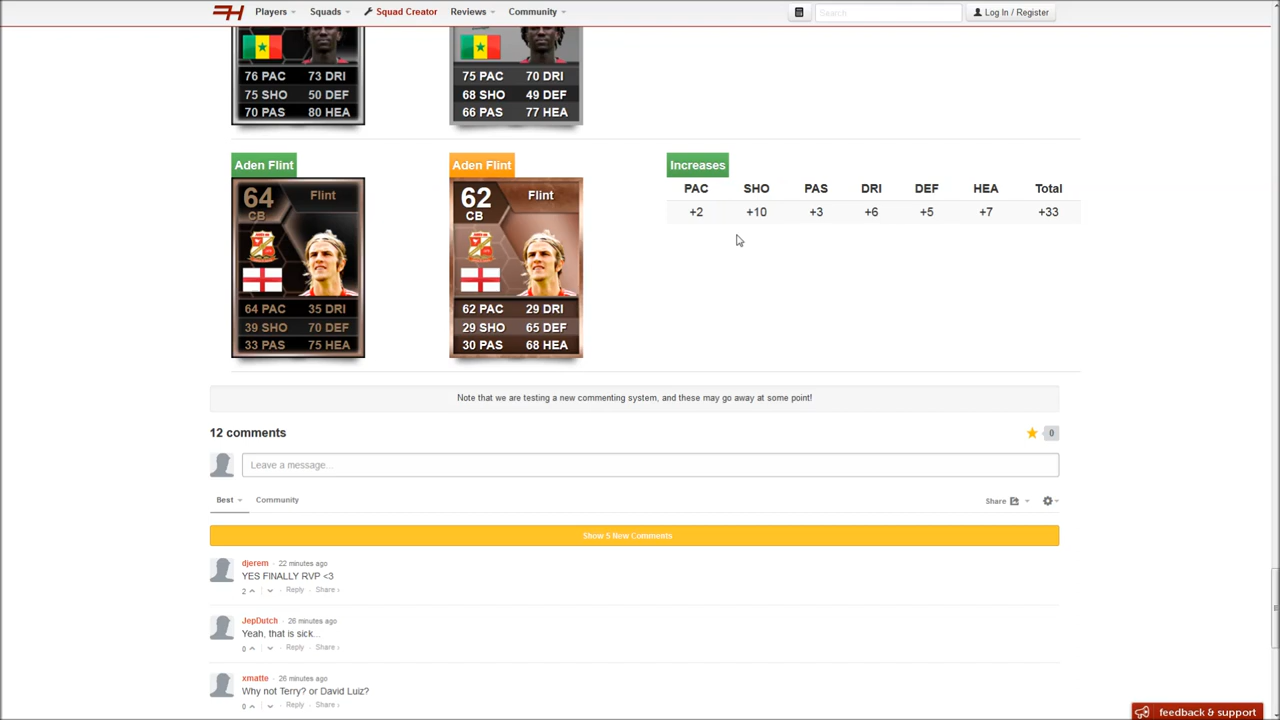 FH Players Squads Squad Creator Reviews Community Search Log In / Register
76 PAC 73 DRI 75 PAC 70 DRI
75 SHO 50 DEF 68 SHO 49 DEF
70 PAS 80 HEA 66 PAS 77 HEA
Aden Flint Aden Flint Increases
64 Flint 62 Flint PAC SHO PAS DRI DEF HEA Total
CB CB +2 +10 +3 +6 +5 +7 +33
64 PAC 35 DRI 62 PAC 29 DRI
39 SHO 70 DEF 29 SHO 65 DEF
33 PAS 75 HEA 30 PAS 68 HEA
Note that we are testing a new commenting system, and these may go away at some point!
12 comments 0
Leave a message...
Best Community Share
Show 5 New Comments
djerem · 22 minutes ago
YES FINALLY RVP <3
2 · Reply · Share ›
JepDutch · 26 minutes ago
Yeah, that is sick...
0 · Reply · Share ›
xmatte · 26 minutes ago
Why not Terry? or David Luiz?
0 · Reply · Share ›
feedback & support